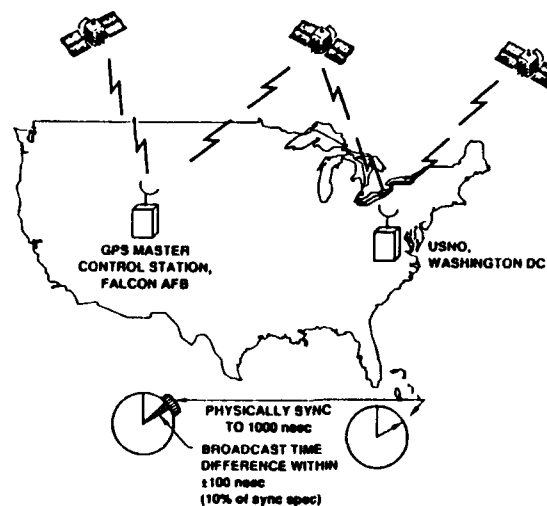 GPS MASTER
CONTROL STATION,
FALCON AFB
USNO,
WASHINGTON DC
PHYSICALLY SYNC
TO 1000 nsec
BROADCAST TIME
DIFFERENCE WITHIN
±100 nsec
(10% of sync spec)